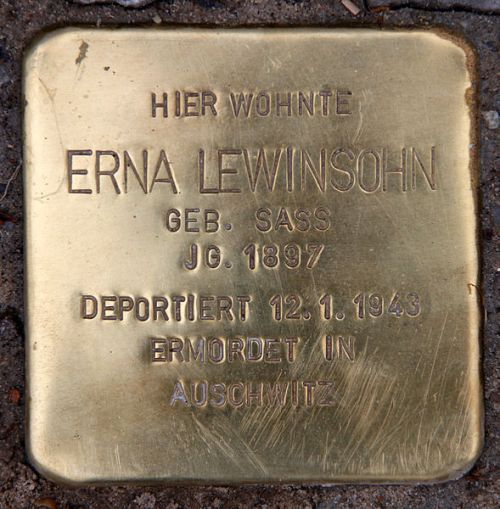 HIER WOHNTE
ERNA LEWINSOHN
GEB. SASS
JG. 1897
DEPORTIERT 12.1.1943
ERMORDET IN
AUSCHWITZ